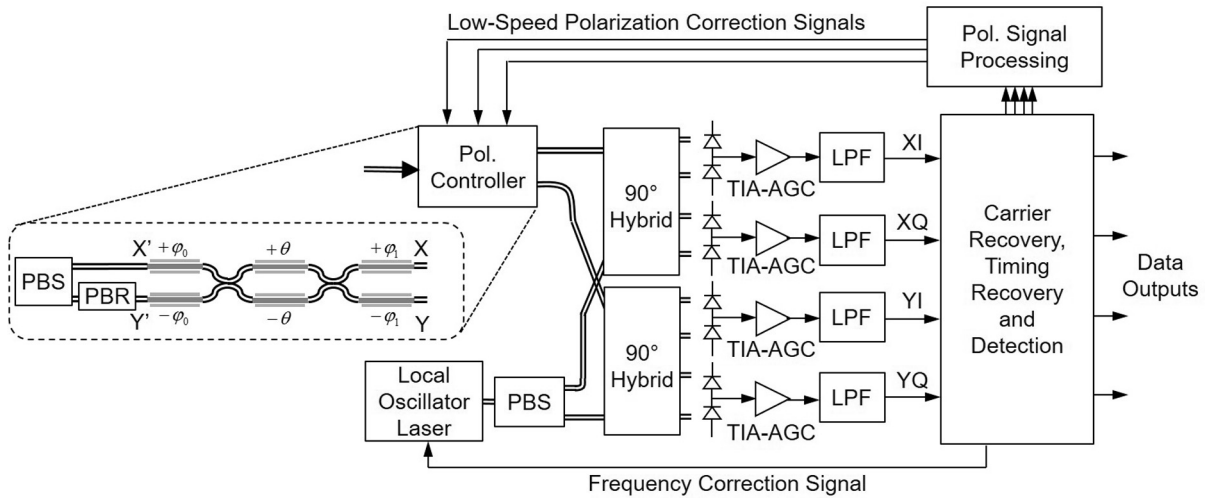 Low-Speed Polarization Correction Signals
Pol. Signal
Processing
Pol.
Controller
90°
Hybrid
TIA-AGC
LPF
XI
TIA-AGC
LPF
XQ
90°
Hybrid
TIA-AGC
LPF
YI
TIA-AGC
LPF
YQ
Carrier
Recovery,
Timing
Recovery
and
Detection
Data
Outputs
PBS
PBR
X'
+φ₀
+θ
+φ₁
X
Y'
−φ₀
−θ
−φ₁
Y
Local
Oscillator
Laser
PBS
Frequency Correction Signal